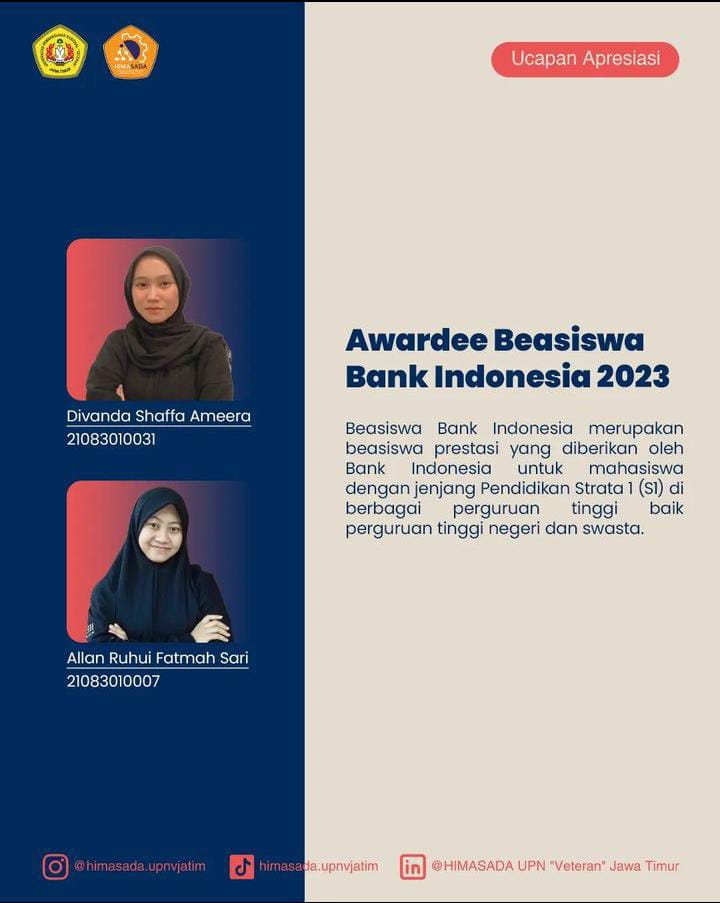 HIMASADA
Ucapan Apresiasi
Divanda Shaffa Ameera
21083010031
Allan Ruhui Fatmah Sari
21083010007
Awardee Beasiswa
Bank Indonesia 2023
Beasiswa Bank Indonesia merupakan
beasiswa prestasi yang diberikan oleh
Bank Indonesia untuk mahasiswa
dengan jenjang Pendidikan Strata 1 (S1) di
berbagai perguruan tinggi baik
perguruan tinggi negeri dan swasta.
@himasada.upnvjatim
himasada.upnvjatim
@HIMASADA UPN "Veteran" Jawa Timur